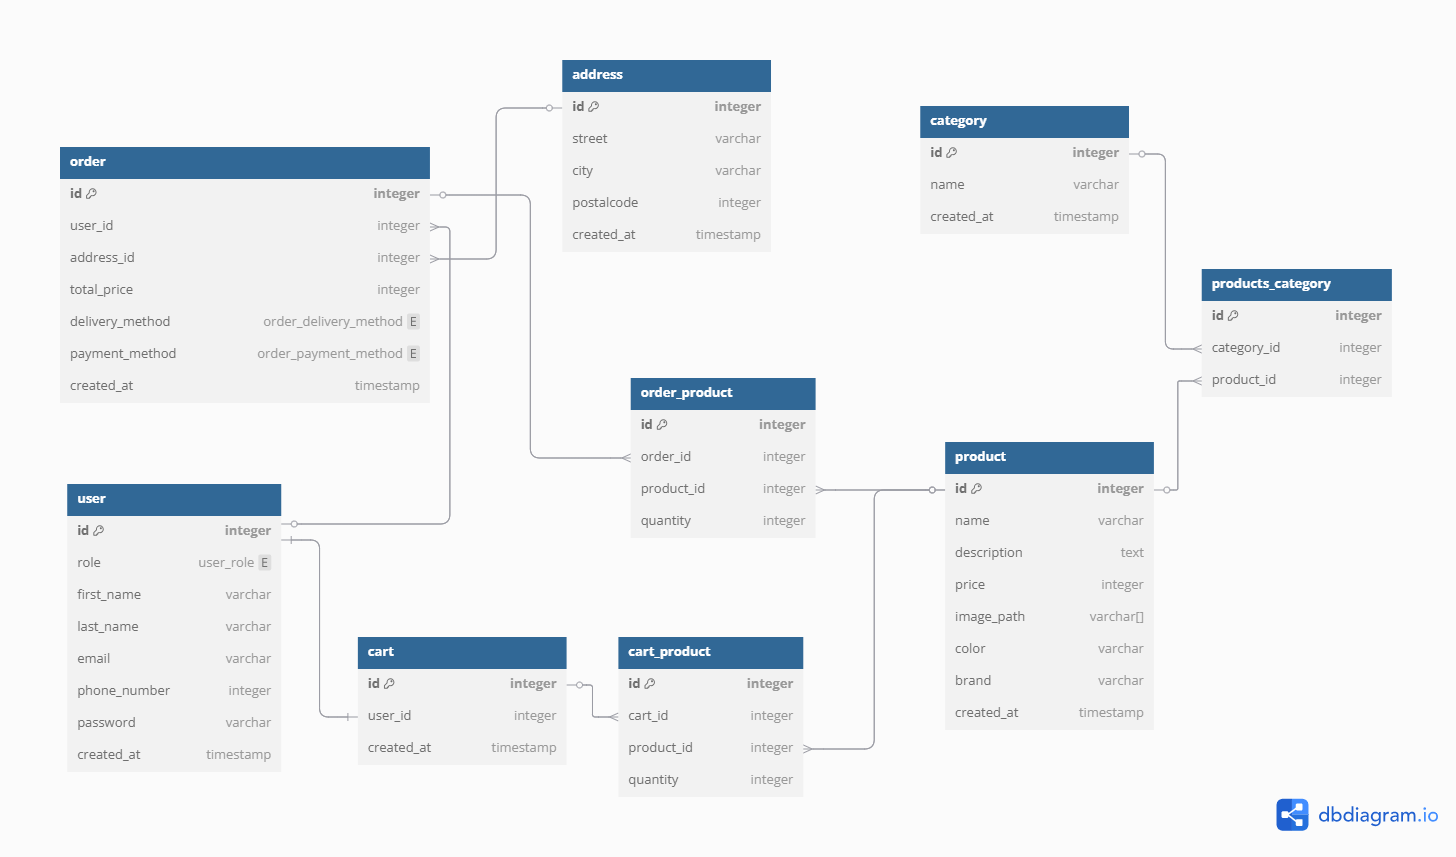 address
id integer
street varchar
city varchar
postalcode integer
created_at timestamp
category
id integer
name varchar
created_at timestamp
order
id integer
user_id integer
address_id integer
total_price integer
delivery_method order_delivery_method E
payment_method order_payment_method E
created_at timestamp
products_category
id integer
category_id integer
product_id integer
order_product
id integer
order_id integer
product_id integer
quantity integer
product
id integer
name varchar
description text
price integer
image_path varchar[]
color varchar
brand varchar
created_at timestamp
user
id integer
role user_role E
first_name varchar
last_name varchar
email varchar
phone_number integer
password varchar
created_at timestamp
cart
id integer
user_id integer
created_at timestamp
cart_product
id integer
cart_id integer
product_id integer
quantity integer
dbdiagram.io